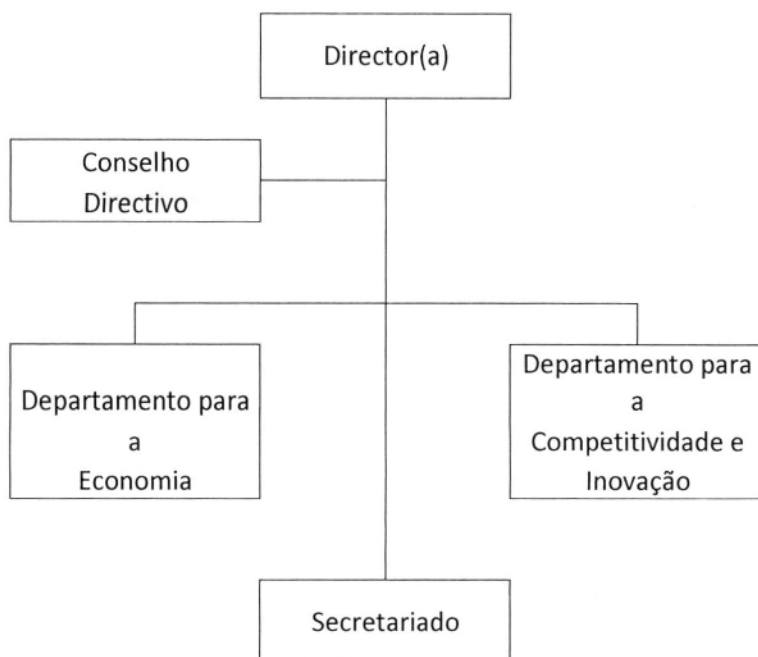 Director(a)
Conselho
Directivo
Departamento para
a
Economia
Departamento para
a
Competitividade e
Inovação
Secretariado